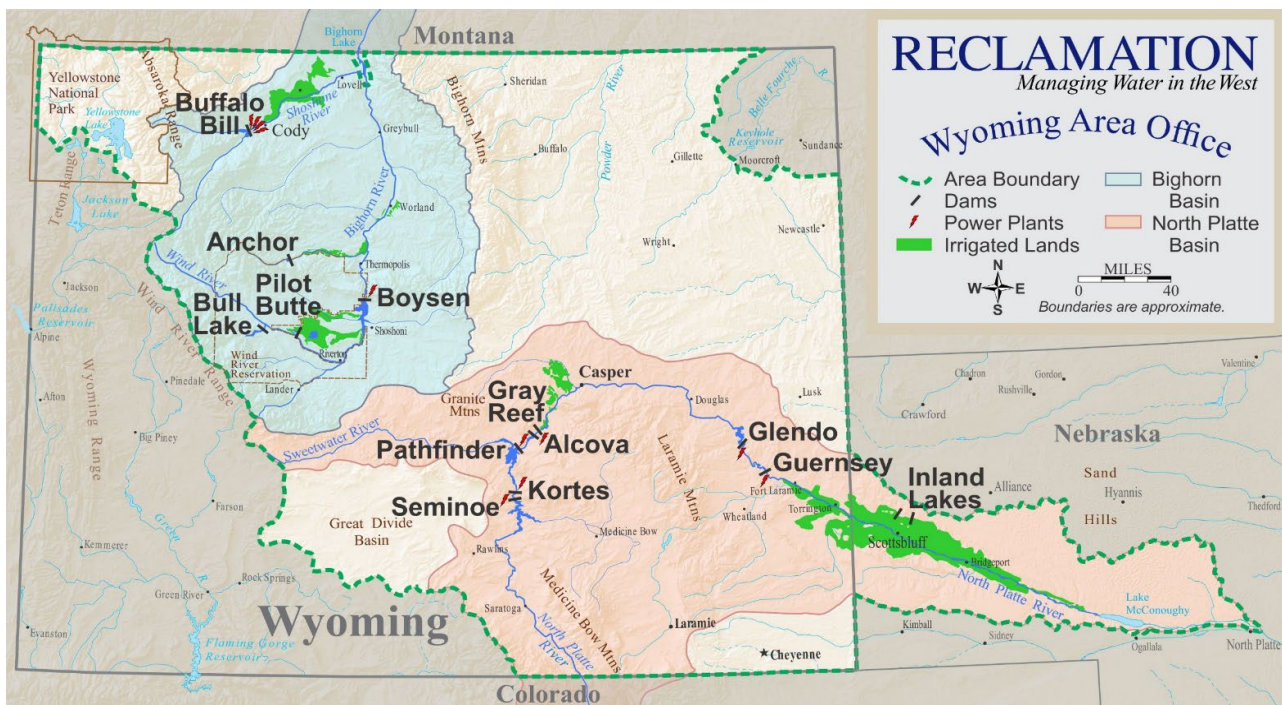 Montana
Bighorn
Lake
Yellowstone
National
Park
Absaroka Range
Yellowstone
Lake
Teton Range
Jackson
Lake
Buffalo
Bill
Cody
Shoshone
River
Lovell
Greybull
Bighorn Mtns
Sheridan
Buffalo
Powder
River
Gillette
Belle Fourche
R.
Keyhole
Reservoir
Sundance
Moorcroft
Bighorn River
Worland
Newcastle
Wright
Anchor
Thermopolis
Wind River
Pilot
Butte
Boysen
Bull
Lake
Shoshoni
Riverton
Wind
River
Reservation
Lander
Wind River Range
Jackson
Palisades
Reservoir
Alpine
Afton
Wyoming Range
Pinedale
Big Piney
Granite
Mtns
Casper
Gray
Reef
Douglas
Lusk
Sweetwater River
Pathfinder
Alcova
Glendo
Guernsey
Laramie Mtns
Seminoe
Kortes
Fort Laramie
Torrington
Wheatland
Inland
Lakes
Scottsbluff
Bridgeport
North Platte River
Lake
McConoughy
Great Divide
Basin
Farson
Green
R.
Kemmerer
Rock Springs
Green River
Evanston
Flaming Gorge
Reservoir
Wyoming
Rawlins
Medicine Bow
Medicine Bow Mtns
Saratoga
North Platte
River
Laramie
Cheyenne
Colorado
Nebraska
Chadron
Gordon
Rushville
Valentine
Crawford
Alliance
Sand
Hills
Hyannis
Thedford
Kimball
Sidney
Ogallala
North Platte
RECLAMATION
Managing Water in the West
Wyoming Area Office
Area Boundary
Dams
Power Plants
Irrigated Lands
Bighorn
Basin
North Platte
Basin
N
W E
S
MILES
0 40
Boundaries are approximate.